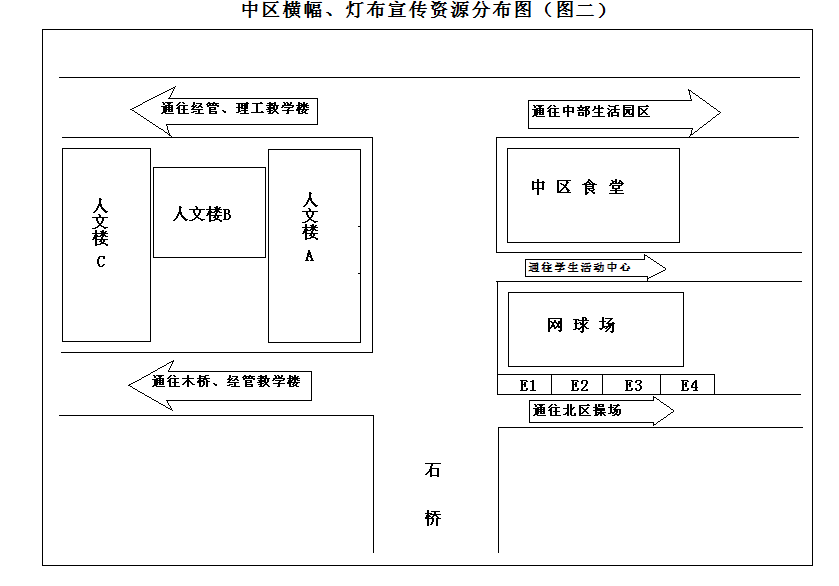 中区横幅、灯布宣传资源分布图（图二）
通往经管、理工教学楼
通往中部生活园区
人文楼C
人文楼B
人文楼A
中区食堂
通往学生活动中心
网球场
E1 E2 E3 E4
通往木桥、经管教学楼
通往北区操场
石桥